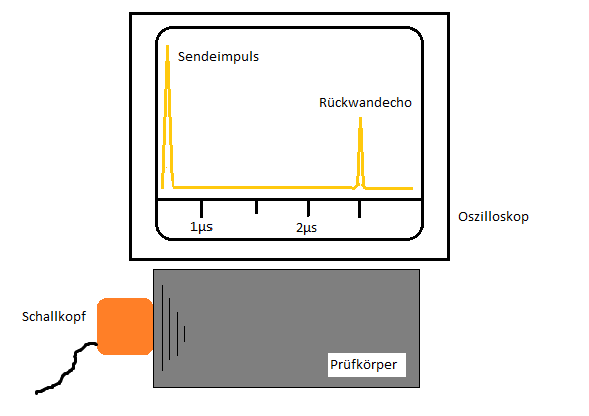 Sendeimpuls
Rückwandecho
1µs
2µs
Oszilloskop
Schallkopf
Prüfkörper